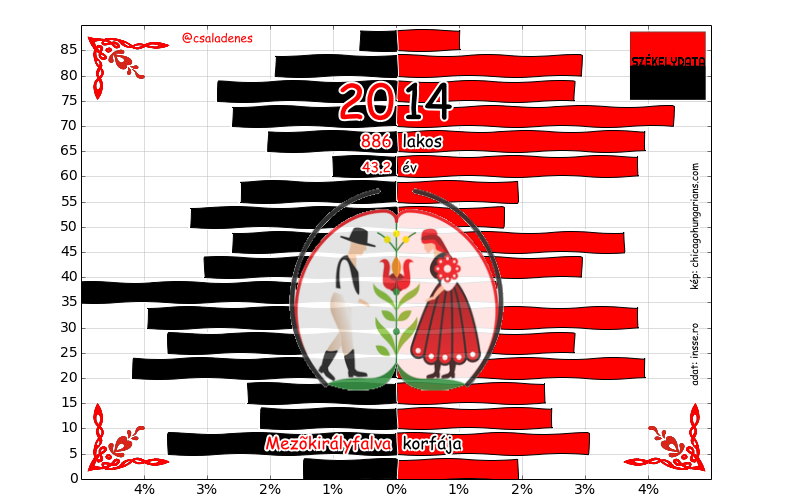 @csaladenes
SZÉKELYDATA
85
80
75
70
65
60
55
50
45
40
35
30
25
20
15
10
5
0
2014
886 lakos
43.2 év
kép: chicagohungarians.com
adat: insse.ro
Mezőkirályfalva korfája
4% 3% 2% 1% 0% 1% 2% 3% 4%